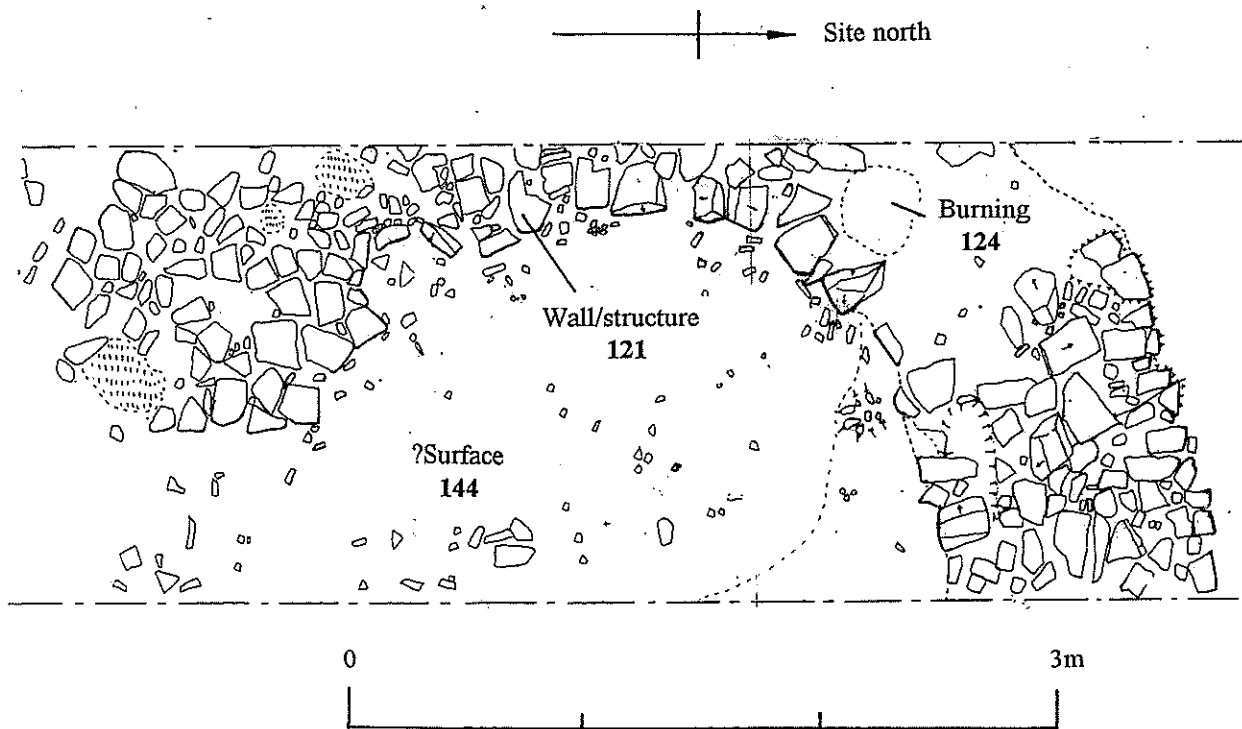 Site north
Burning
124
Wall/structure
121
?Surface
144
0
3m